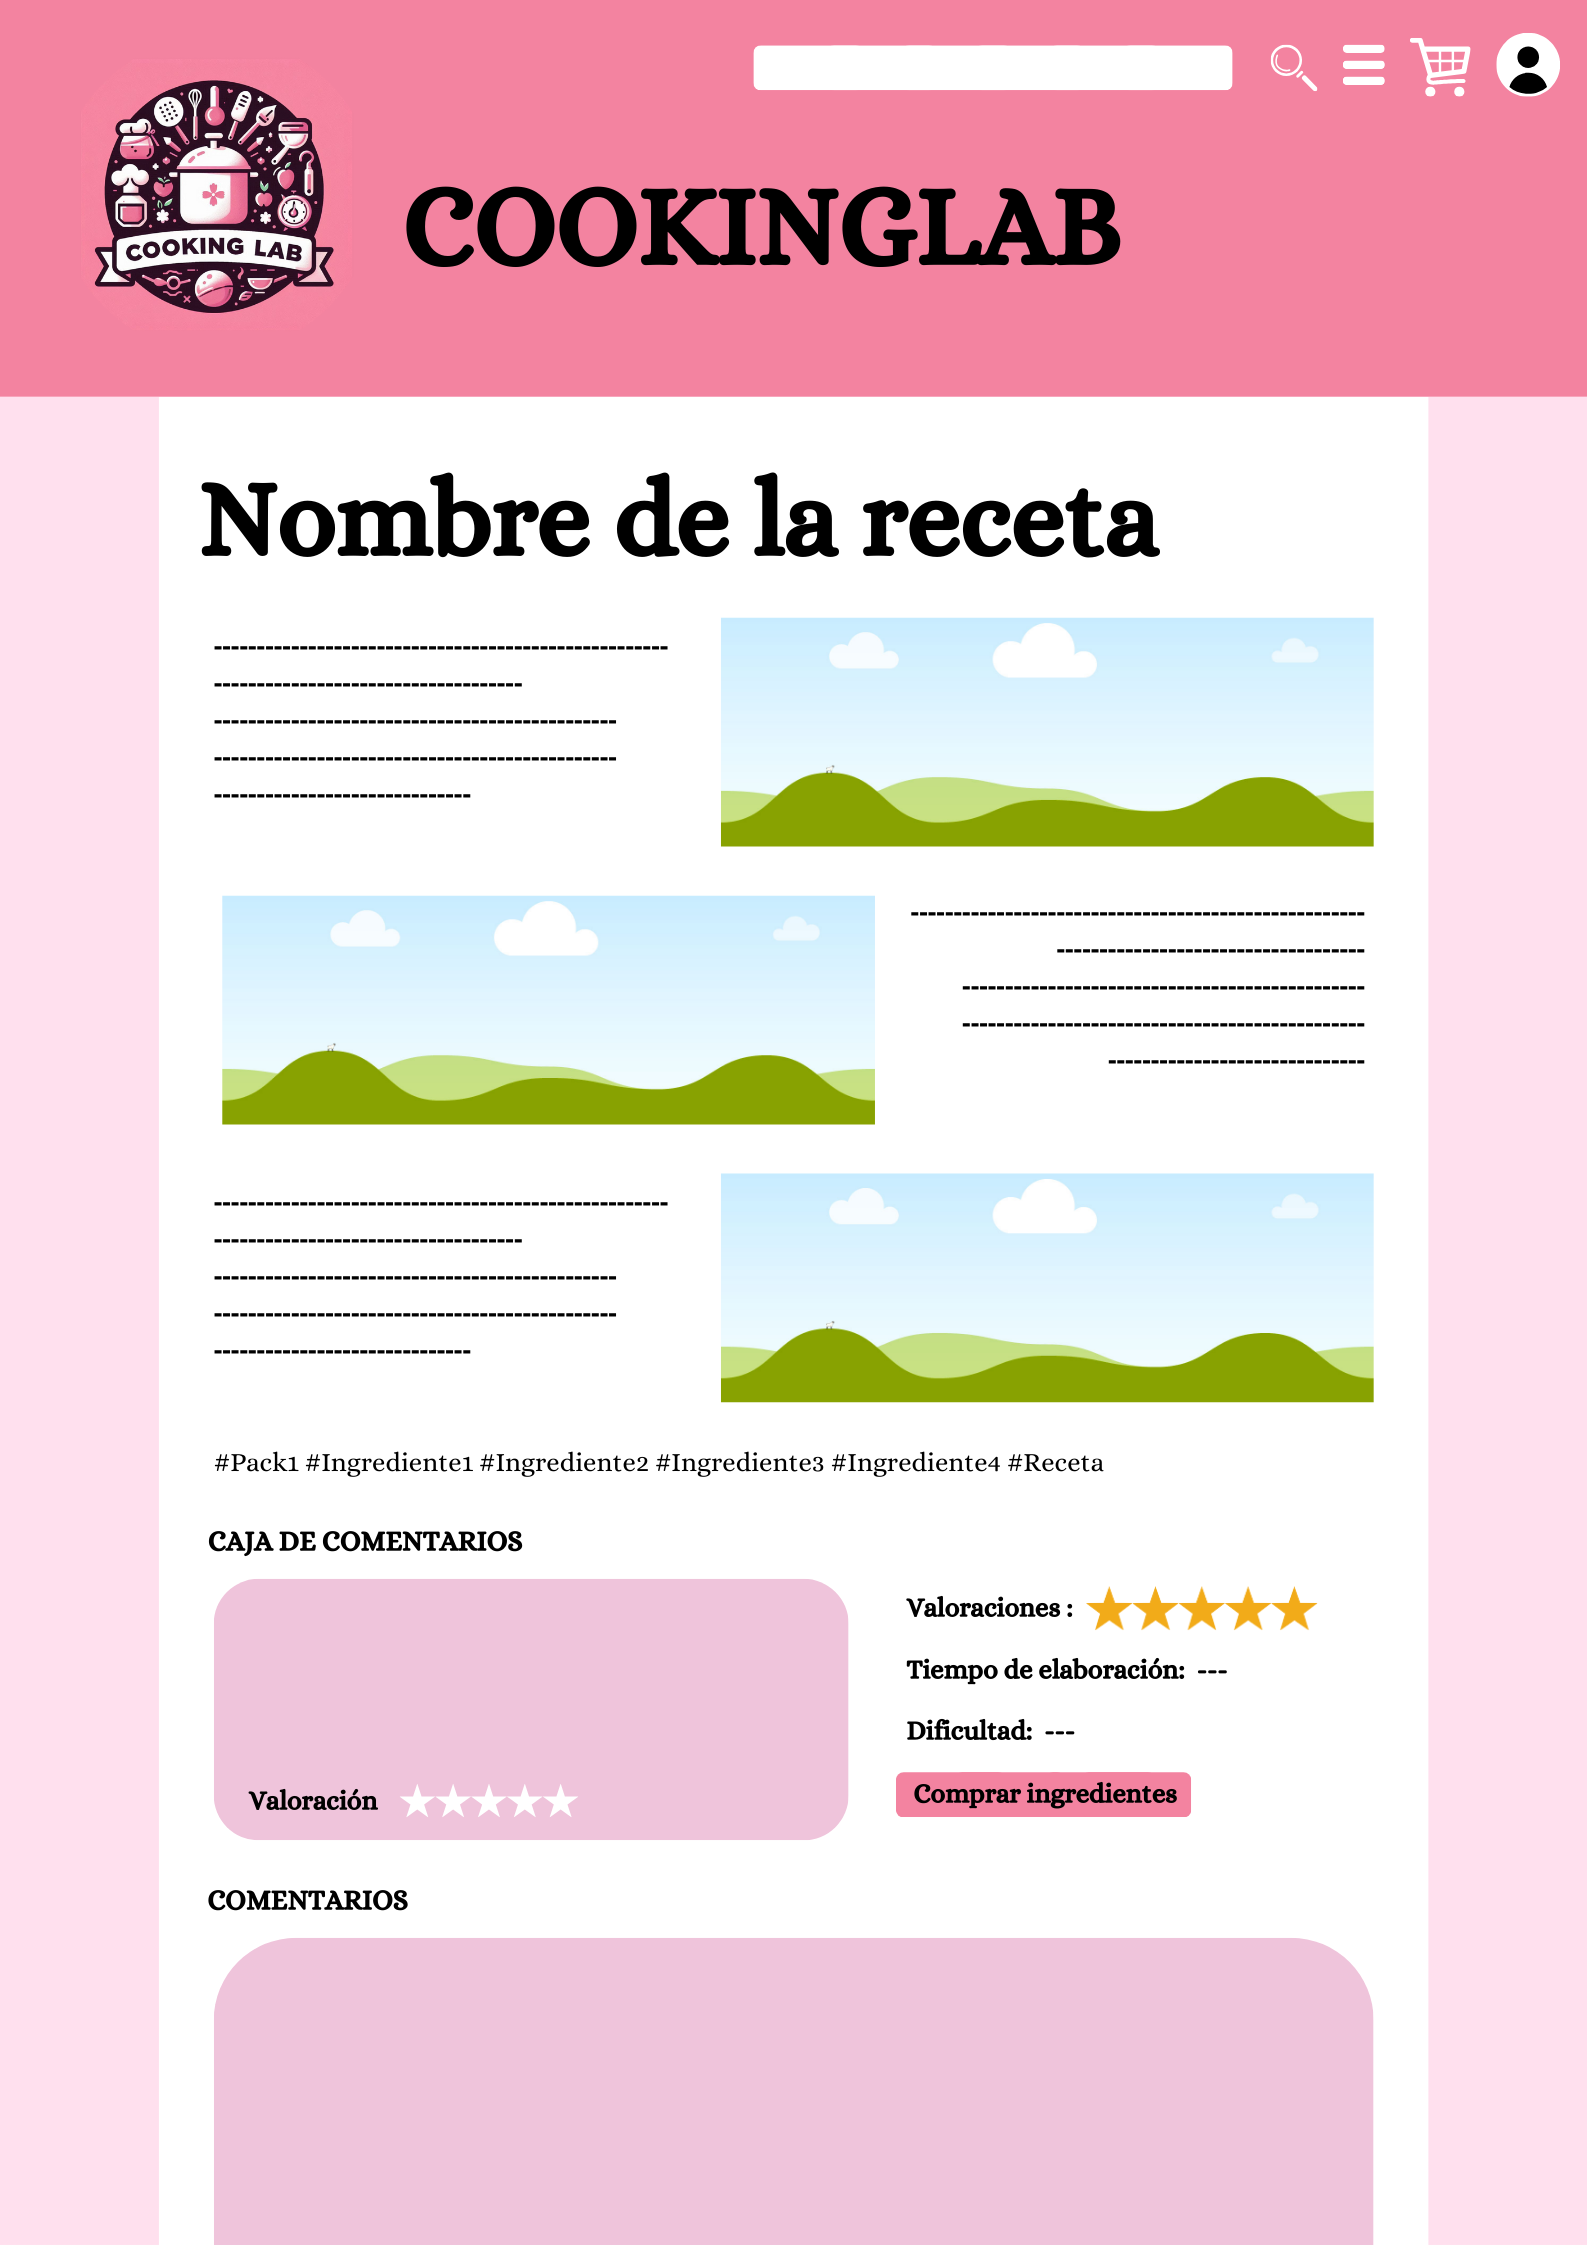 COOKING LAB
COOKINGLAB
Nombre de la receta
-----------------------------------------------------
------------------------------------
-----------------------------------------------
-----------------------------------------------
------------------------------
-----------------------------------------------------
------------------------------------
-----------------------------------------------
-----------------------------------------------
------------------------------
-----------------------------------------------------
------------------------------------
-----------------------------------------------
-----------------------------------------------
------------------------------
#Pack1 #Ingrediente1 #Ingrediente2 #Ingrediente3 #Ingrediente4 #Receta
CAJA DE COMENTARIOS
Valoración
Valoraciones :
Tiempo de elaboración: ---
Dificultad: ---
Comprar ingredientes
COMENTARIOS